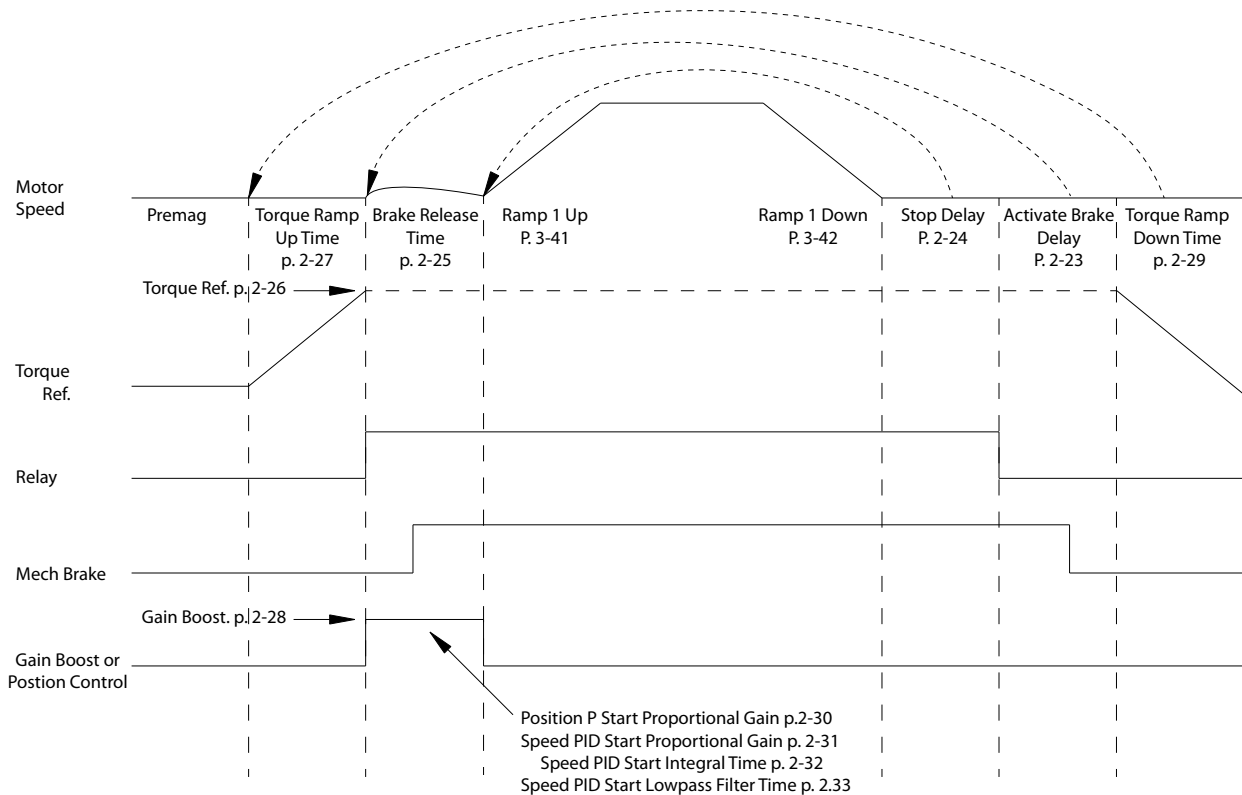 Motor
Speed
Premag
Torque Ramp
Up Time
p. 2-27
Brake Release
Time
p. 2-25
Ramp 1 Up
P. 3-41
Ramp 1 Down
P. 3-42
Stop Delay
P. 2-24
Activate Brake
Delay
P. 2-23
Torque Ramp
Down Time
p. 2-29
Torque Ref. p. 2-26
Torque
Ref.
Relay
Mech Brake
Gain Boost. p. 2-28
Gain Boost or
Postion Control
Position P Start Proportional Gain p.2-30
Speed PID Start Proportional Gain p. 2-31
Speed PID Start Integral Time p. 2-32
Speed PID Start Lowpass Filter Time p. 2.33